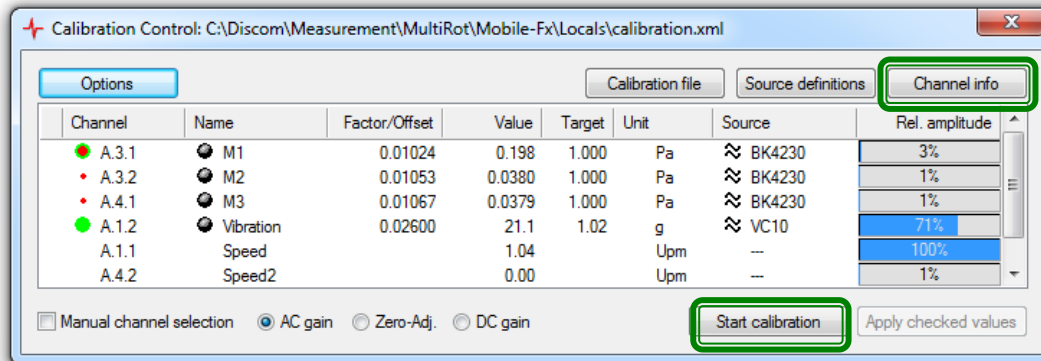 Calibration Control: C:\Discom\Measurement\MultiRot\Mobile-Fx\Locals\calibration.xml
Options Calibration file Source definitions Channel info
Channel Name Factor/Offset Value Target Unit Source Rel. amplitude
A.3.1 M1 0.01024 0.198 1.000 Pa BK4230 3%
A.3.2 M2 0.01053 0.0380 1.000 Pa BK4230 1%
A.4.1 M3 0.01067 0.0379 1.000 Pa BK4230 1%
A.1.2 Vibration 0.02600 21.1 1.02 g VC10 71%
A.1.1 Speed 1.04 Upm --- 100%
A.4.2 Speed2 0.00 Upm --- 1%
Manual channel selection AC gain Zero-Adj. DC gain Start calibration Apply checked values